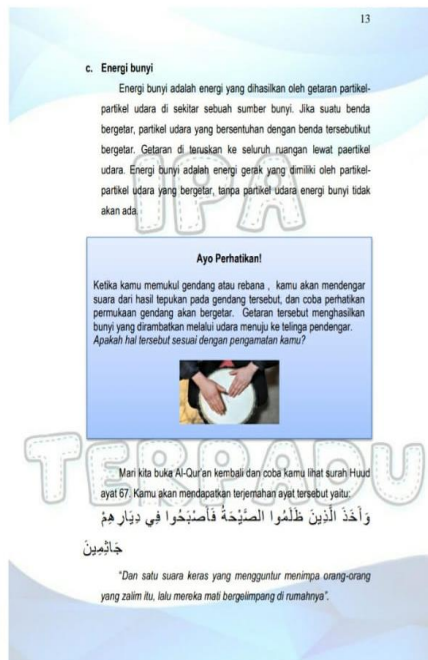 13
c. Energi bunyi
Energi bunyi adalah energi yang dihasilkan oleh getaran partikel-
partikel udara di sekitar sebuah sumber bunyi. Jika suatu benda
bergetar, partikel udara yang bersentuhan dengan benda tersebutikut
bergetar. Getaran di teruskan ke seluruh ruangan lewat paertikel
udara. Energi bunyi adalah energi gerak yang dimiliki oleh partikel-
partikel udara yang bergetar, tanpa partikel udara energi bunyi tidak
akan ada.
IPA
Ayo Perhatikan!
Ketika kamu memukul gendang atau rebana , kamu akan mendengar
suara dari hasil tepukan pada gendang tersebut, dan coba perhatikan
permukaan gendang akan bergetar. Getaran tersebut menghasilkan
bunyi yang dirambatkan melalui udara menuju ke telinga pendengar.
Apakah hal tersebut sesuai dengan pengamatan kamu?
TERPADU
Mari kita buka Al-Qur'an kembali dan coba kamu lihat surah Huud
ayat 67. Kamu akan mendapatkan terjemahan ayat tersebut yaitu:
وَأَخَذَ الَّذِينَ ظَلَمُوا الصَّيْحَةُ فَأَصْبَحُوا فِي دِيَارِهِمْ
جَاثِمِينَ
"Dan satu suara keras yang mengguntur menimpa orang-orang
yang zalim itu, lalu mereka mati bergelimpang di rumahnya".